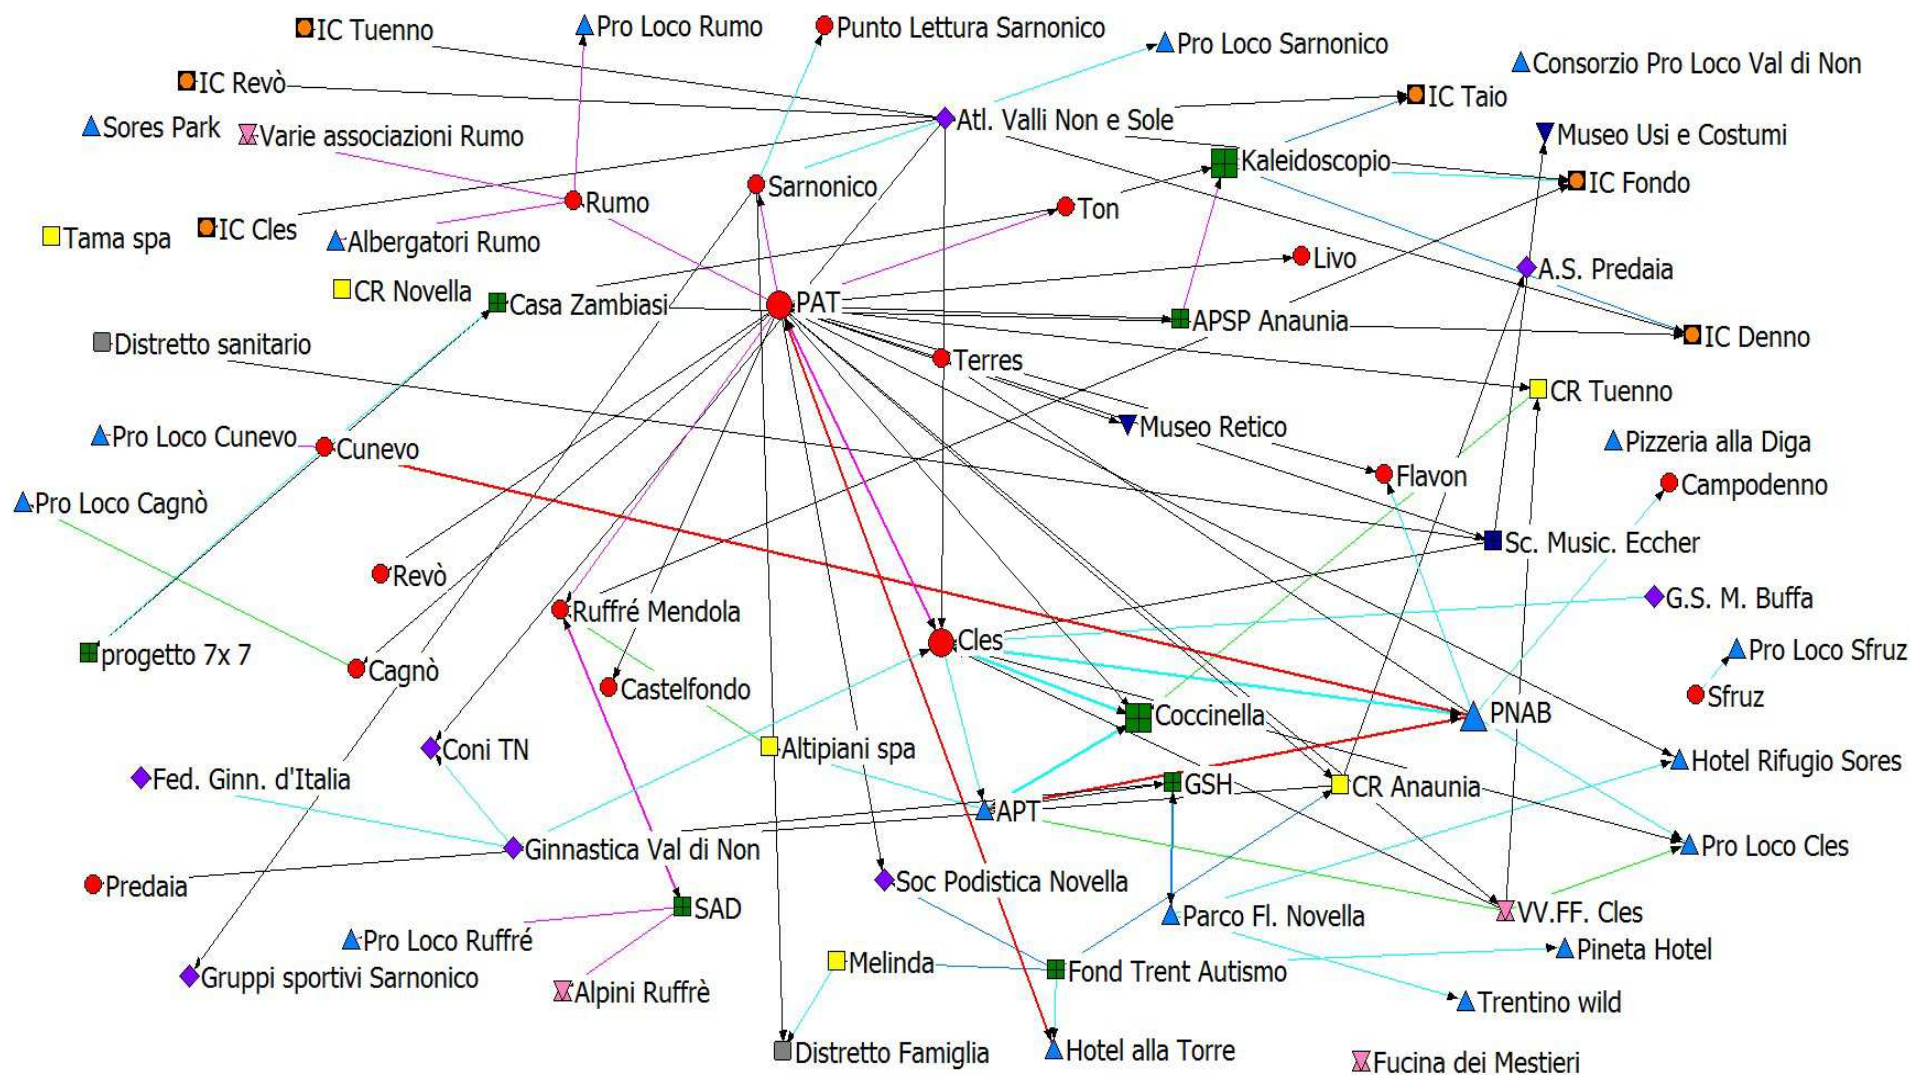 IC Tuenno
Pro Loco Rumo
Punto Lettura Sarnonico
Pro Loco Sarnonico
Consorzio Pro Loco Val di Non
IC Revò
IC Taio
Sores Park
Varie associazioni Rumo
Atl. Valli Non e Sole
Museo Usi e Costumi
Kaleidoscopio
IC Fondo
Sarnonico
Rumo
Ton
IC Cles
Tama spa
Albergatori Rumo
Livo
A.S. Predaia
CR Novella
Casa Zambiasi
PAT
APSP Anaunia
IC Denno
Distretto sanitario
Terres
CR Tuenno
Pro Loco Cunevo
Cunevo
Museo Retico
Pizzeria alla Diga
Flavon
Campodenno
Pro Loco Cagnò
Sc. Music. Eccher
Revò
Ruffré Mendola
G.S. M. Buffa
Cles
progetto 7x 7
Pro Loco Sfruz
Cagnò
Castelfondo
Sfruz
Coccinella
PNAB
Coni TN
Altipiani spa
Hotel Rifugio Sores
Fed. Ginn. d'Italia
GSH
CR Anaunia
APT
Ginnastica Val di Non
Pro Loco Cles
Predaia
Soc Podistica Novella
SAD
Parco Fl. Novella
VV.FF. Cles
Pro Loco Ruffré
Pineta Hotel
Gruppi sportivi Sarnonico
Melinda
Fond Trent Autismo
Alpini Ruffrè
Trentino wild
Distretto Famiglia
Hotel alla Torre
Fucina dei Mestieri